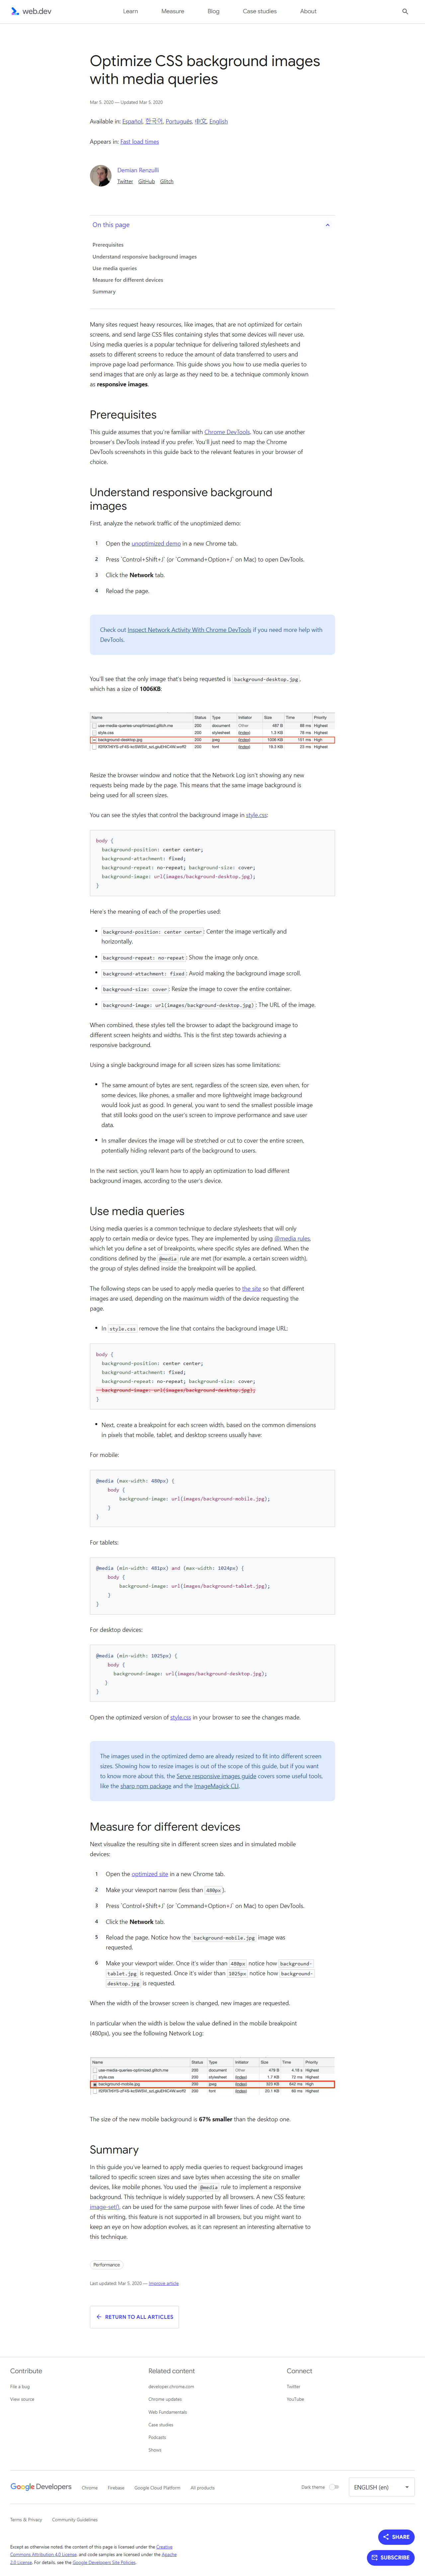 web.dev
Learn
Measure
Blog
Case studies
About
Optimize CSS background images
with media queries
Mar 5, 2020 — Updated Mar 5, 2020
Available in: Español, 한국어, Português, 中文, English
Appears in: Fast load times
Demian Renzulli
Twitter GitHub Glitch
On this page
Prerequisites
Understand responsive background images
Use media queries
Measure for different devices
Summary
Many sites request heavy resources, like images, that are not optimized for certain
screens, and send large CSS files containing styles that some devices will never use.
Using media queries is a popular technique for delivering tailored stylesheets and
assets to different screens to reduce the amount of data transferred to users and
improve page load performance. This guide shows you how to use media queries to
send images that are only as large as they need to be, a technique commonly known
as responsive images.
Prerequisites
This guide assumes that you're familiar with Chrome DevTools. You can use another
browser's DevTools instead if you prefer. You'll just need to map the Chrome
DevTools screenshots in this guide back to the relevant features in your browser of
choice.
Understand responsive background
images
First, analyze the network traffic of the unoptimized demo:
1 Open the unoptimized demo in a new Chrome tab.
2 Press `Control+Shift+J` (or `Command+Option+J` on Mac) to open DevTools.
3 Click the Network tab.
4 Reload the page.
Check out Inspect Network Activity With Chrome DevTools if you need more help with
DevTools.
You'll see that the only image that's being requested is background-desktop.jpg,
which has a size of 1006KB:
Name Status Type Initiator Size Time Priority
use-media-queries-unoptimized.glitch.me 200 document Other 487 B 88 ms Highest
style.css 200 stylesheet (index) 1.3 KB 78 ms Highest
background-desktop.jpg 200 jpeg (index) 1006 KB 151 ms High
200 font (index) 19.3 KB 23 ms Highest
Resize the browser window and notice that the Network Log isn't showing any new
requests being made by the page. This means that the same image background is
being used for all screen sizes.
You can see the styles that control the background image in style.css:
body {
background-position: center center;
background-attachment: fixed;
background-repeat: no-repeat; background-size: cover;
background-image: url(images/background-desktop.jpg);
}
Here's the meaning of each of the properties used:
• background-position: center center: Center the image vertically and
horizontally.
• background-repeat: no-repeat: Show the image only once.
• background-attachment: fixed: Avoid making the background image scroll.
• background-size: cover: Resize the image to cover the entire container.
• background-image: url(images/background-desktop.jpg): The URL of the image.
When combined, these styles tell the browser to adapt the background image to
different screen heights and widths. This is the first step towards achieving a
responsive background.
Using a single background image for all screen sizes has some limitations:
• The same amount of bytes are sent, regardless of the screen size, even when, for
some devices, like phones, a smaller and more lightweight image background
would look just as good. In general, you want to send the smallest possible image
that still looks good on the user's screen to improve performance and save user
data.
• In smaller devices the image will be stretched or cut to cover the entire screen,
potentially hiding relevant parts of the background to users.
In the next section, you'll learn how to apply an optimization to load different
background images, according to the user's device.
Use media queries
Using media queries is a common technique to declare stylesheets that will only
apply to certain media or device types. They are implemented by using @media rules,
which let you define a set of breakpoints, where specific styles are defined. When the
conditions defined by the @media rule are met (for example, a certain screen width),
the group of styles defined inside the breakpoint will be applied.
The following steps can be used to apply media queries to the site so that different
images are used, depending on the maximum width of the device requesting the
page.
• In style.css remove the line that contains the background image URL:
body {
background-position: center center;
background-attachment: fixed;
background-repeat: no-repeat; background-size: cover;
background-image: url(images/background-desktop.jpg);
}
• Next, create a breakpoint for each screen width, based on the common dimensions
in pixels that mobile, tablet, and desktop screens usually have:
For mobile:
@media (max-width: 480px) {
body {
background-image: url(images/background-mobile.jpg);
}
}
For tablets:
@media (min-width: 481px) and (max-width: 1024px) {
body {
background-image: url(images/background-tablet.jpg);
}
}
For desktop devices:
@media (min-width: 1025px) {
body {
background-image: url(images/background-desktop.jpg);
}
}
Open the optimized version of style.css in your browser to see the changes made.
The images used in the optimized demo are already resized to fit into different screen
sizes. Showing how to resize images is out of the scope of this guide, but if you want
to know more about this, the Serve responsive images guide covers some useful tools,
like the sharp npm package and the ImageMagick CLI.
Measure for different devices
Next visualize the resulting site in different screen sizes and in simulated mobile
devices:
1 Open the optimized site in a new Chrome tab.
2 Make your viewport narrow (less than 480px).
3 Press `Control+Shift+J` (or `Command+Option+J` on Mac) to open DevTools.
4 Click the Network tab.
5 Reload the page. Notice how the background-mobile.jpg image was
requested.
6 Make your viewport wider. Once it's wider than 480px notice how background-
tablet.jpg is requested. Once it's wider than 1025px notice how background-
desktop.jpg is requested.
When the width of the browser screen is changed, new images are requested.
In particular when the width is below the value defined in the mobile breakpoint
(480px), you see the following Network Log:
Name Status Type Initiator Size Time Priority
use-media-queries-optimized.glitch.me 200 document Other 479 B 4.18 s Highest
style.css 200 stylesheet (index) 1.7 KB 72 ms Highest
background-mobile.jpg 200 jpeg (index) 323 KB 842 ms High
200 font (index) 20.1 KB 60 ms Highest
The size of the new mobile background is 67% smaller than the desktop one.
Summary
In this guide you've learned to apply media queries to request background images
tailored to specific screen sizes and save bytes when accessing the site on smaller
devices, like mobile phones. You used the @media rule to implement a responsive
background. This technique is widely supported by all browsers. A new CSS feature:
image-set(), can be used for the same purpose with fewer lines of code. At the time
of this writing, this feature is not supported in all browsers, but you might want to
keep an eye on how adoption evolves, as it can represent an interesting alternative to
this technique.
Performance
Last updated: Mar 5, 2020 — Improve article
RETURN TO ALL ARTICLES
Contribute
File a bug
View source
Related content
developer.chrome.com
Chrome updates
Web Fundamentals
Case studies
Podcasts
Shows
Connect
Twitter
YouTube
Google Developers
Chrome
Firebase
Google Cloud Platform
All products
Dark theme
ENGLISH (en)
Terms & Privacy
Community Guidelines
Except as otherwise noted, the content of this page is licensed under the Creative
Commons Attribution 4.0 License, and code samples are licensed under the Apache
2.0 License. For details, see the Google Developers Site Policies.
SHARE
SUBSCRIBE